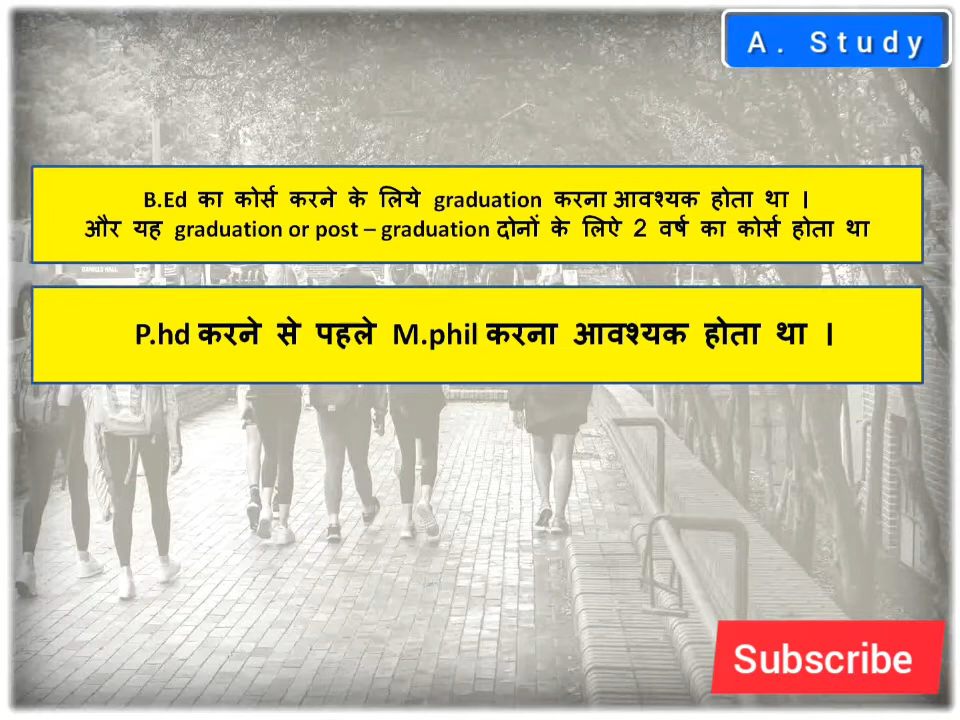 A. Study
B.Ed का कोर्स करने के लिये graduation करना आवश्यक होता था ।
और यह graduation or post – graduation दोनों के लिऐ 2 वर्ष का कोर्स होता था
P.hd करने से पहले M.phil करना आवश्यक होता था ।
Subscribe